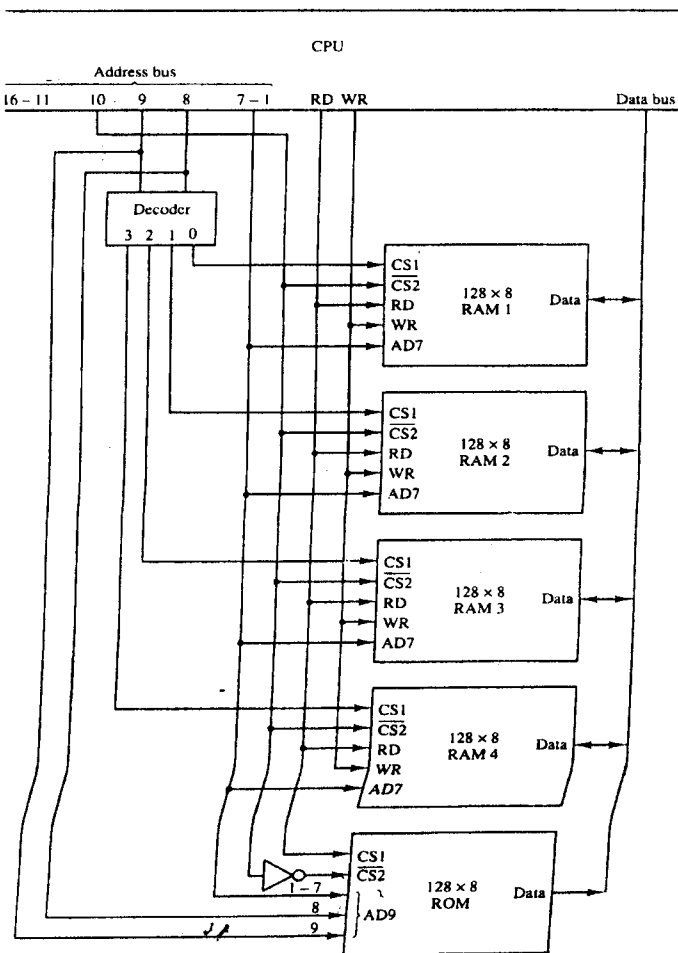 CPU
Address bus
16 – 11 10 9 8 7 – 1 RD WR Data bus
Decoder
3 2 1 0
CS1
CS2
RD
WR
AD7
128 × 8
RAM 1
Data
CS1
CS2
RD
WR
AD7
128 × 8
RAM 2
Data
CS1
CS2
RD
WR
AD7
128 × 8
RAM 3
Data
CS1
CS2
RD
WR
AD7
128 × 8
RAM 4
Data
CS1
CS2
1 – 7
8
9
AD9
128 × 8
ROM
Data